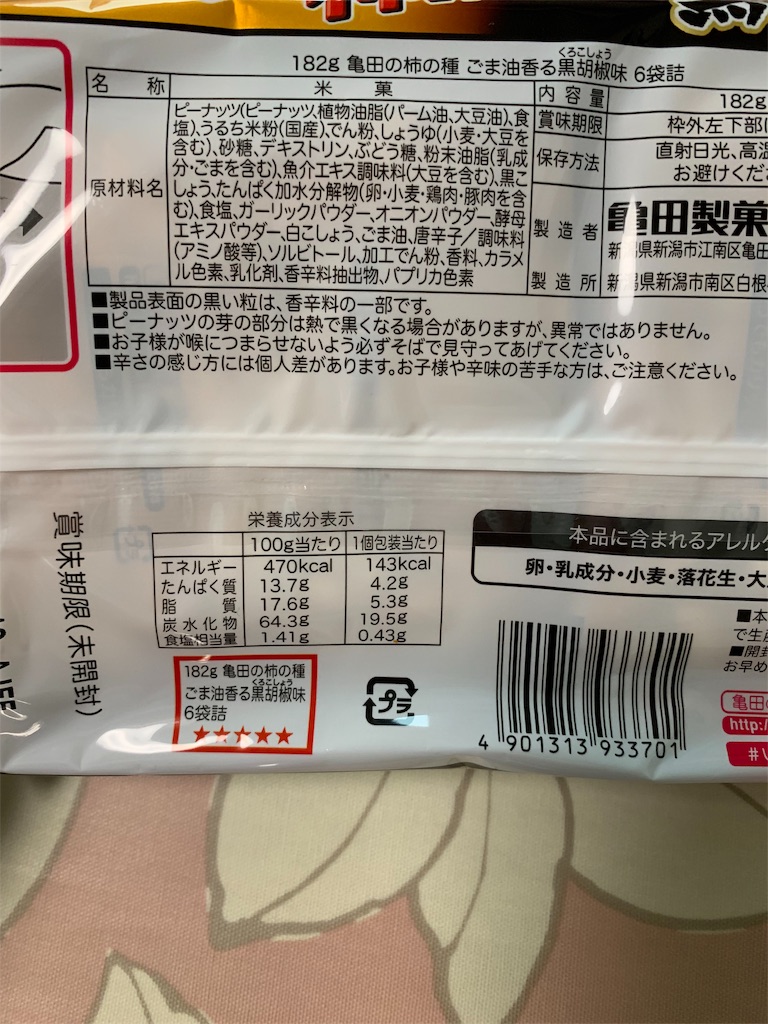 くろこしょう
182g 亀田の柿の種 ごま油香る黒胡椒味 6袋詰
名 称 米 菓
原材料名
ピーナッツ(ピーナッツ、植物油脂(パーム油、大豆油)、食
塩)、うるち米粉(国産)、でん粉、しょうゆ(小麦・大豆を
含む)、砂糖、デキストリン、ぶどう糖、粉末油脂(乳成
分・ごまを含む)、魚介エキス調味料(大豆を含む)、黒こ
しょう、たんぱく加水分解物(卵・小麦・鶏肉・豚肉を含
む)、食塩、ガーリックパウダー、オニオンパウダー、酵母
エキスパウダー、白こしょう、ごま油、唐辛子／調味料
(アミノ酸等)、ソルビトール、加工でん粉、香料、カラメ
ル色素、乳化剤、香辛料抽出物、パプリカ色素
内容量 182g
賞味期限 枠外左下部に
保存方法 直射日光、高温
お避けくだ
製造者 亀田製菓
新潟県新潟市江南区亀田
製造所 新潟県新潟市南区白根
■製品表面の黒い粒は、香辛料の一部です。
■ピーナッツの芽の部分は熱で黒くなる場合がありますが、異常ではありません。
■お子様が喉につまらせないよう必ずそばで見守ってあげてください。
■辛さの感じ方には個人差があります。お子様や辛味の苦手な方は、ご注意ください。
賞味期限(未開封)
栄養成分表示
100g当たり 1個包装当たり
エネルギー 470kcal 143kcal
たんぱく質 13.7g 4.2g
脂 質 17.6g 5.3g
炭水化物 64.3g 19.5g
食塩相当量 1.41g 0.43g
本品に含まれるアレル
卵・乳成分・小麦・落花生・大
182g 亀田の柿の種
くろこしょう
ごま油香る黒胡椒味
6袋詰
★★★★★
プラ
4 901313 933701
■本
で生産
■開封
お早め
亀田の
http:/
#